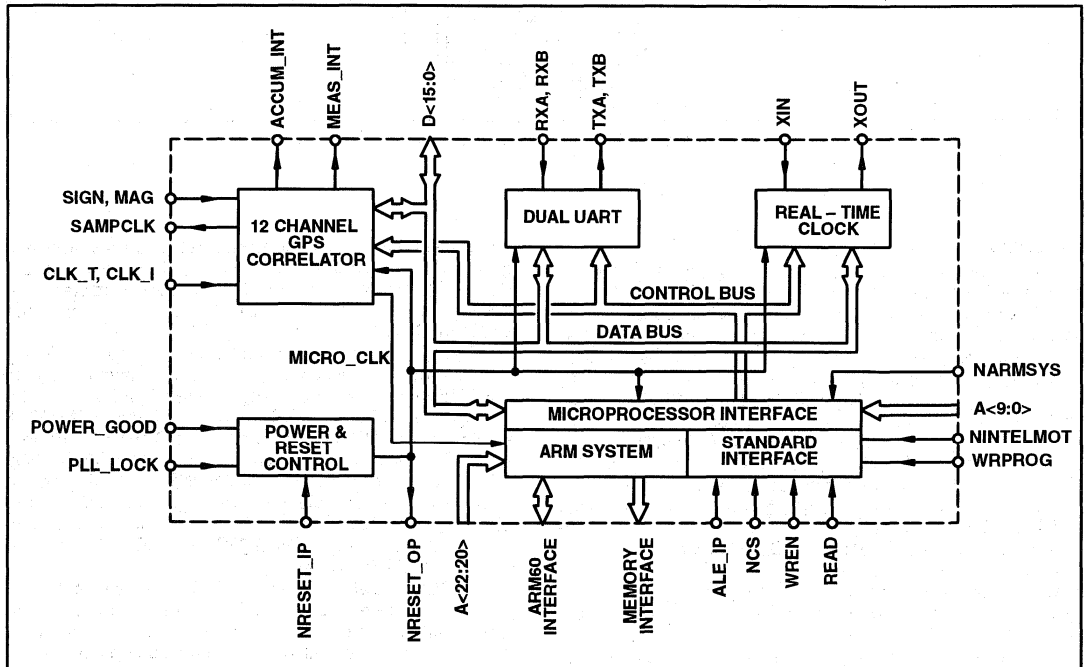 ACCUM_INT
MEAS_INT
D<15:0>
RXA, RXB
TXA, TXB
XIN
XOUT
SIGN, MAG
SAMPCLK
CLK_T, CLK_I
12 CHANNEL
GPS
CORRELATOR
DUAL UART
REAL – TIME
CLOCK
CONTROL BUS
DATA BUS
MICRO_CLK
NARMSYS
A<9:0>
NINTELMOT
WRPROG
POWER_GOOD
PLL_LOCK
POWER &
RESET
CONTROL
MICROPROCESSOR INTERFACE
ARM SYSTEM
STANDARD
INTERFACE
NRESET_IP
NRESET_OP
A<22:20>
ARM60
INTERFACE
MEMORY
INTERFACE
ALE_IP
NCS
WREN
READ